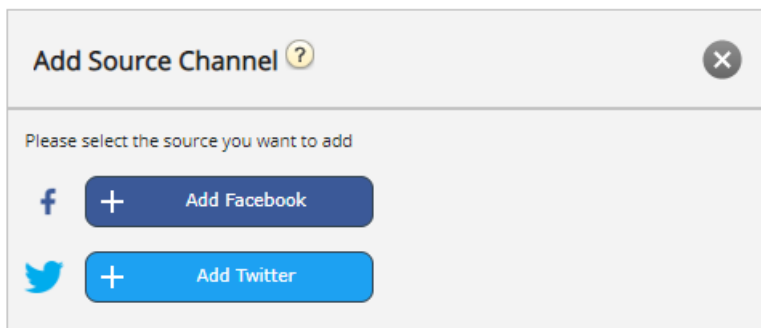 Add Source Channel ?
Please select the source you want to add
f
+ Add Facebook
+ Add Twitter